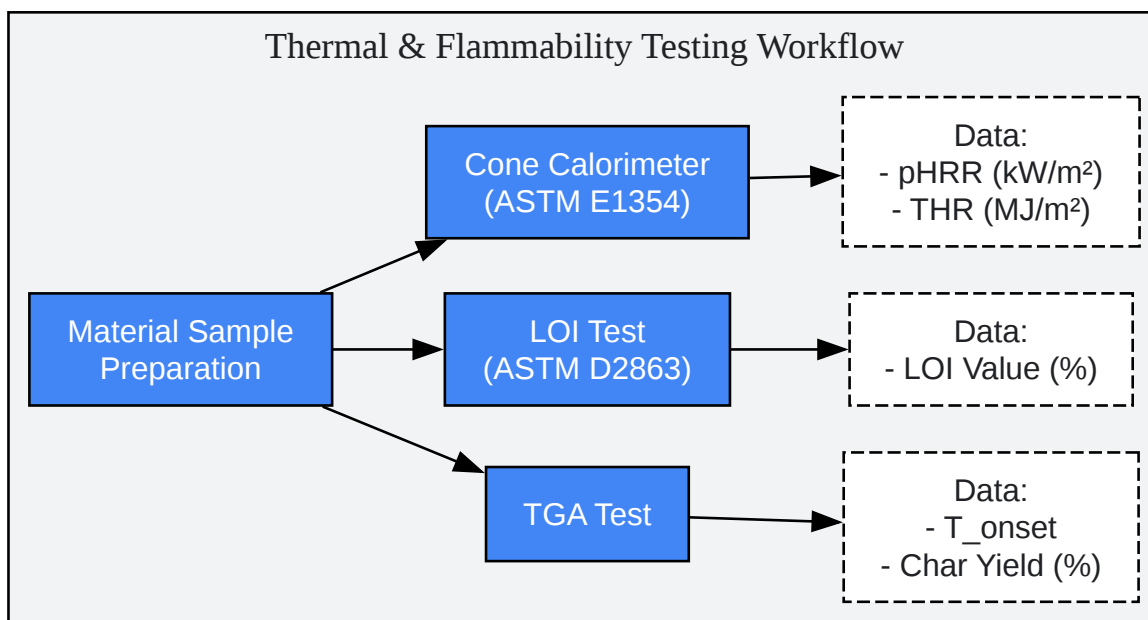 Thermal & Flammability Testing Workflow
Material Sample
Preparation
Cone Calorimeter
(ASTM E1354)
Data:
- pHRR (kW/m²)
- THR (MJ/m²)
LOI Test
(ASTM D2863)
Data:
- LOI Value (%)
TGA Test
Data:
- T_onset
- Char Yield (%)